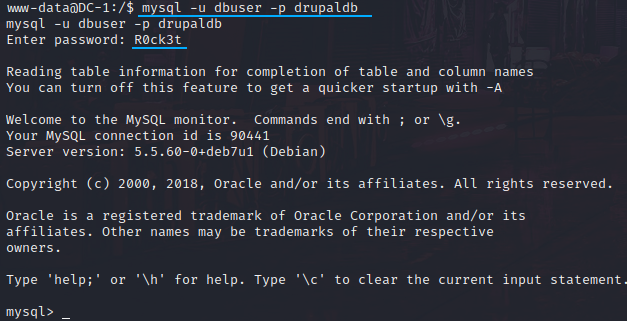 www-data@DC-1:/$ mysql -u dbuser -p drupaldb
mysql -u dbuser -p drupaldb
Enter password: R0ck3t
Reading table information for completion of table and column names
You can turn off this feature to get a quicker startup with -A
Welcome to the MySQL monitor.  Commands end with ; or \g.
Your MySQL connection id is 90441
Server version: 5.5.60-0+deb7u1 (Debian)
Copyright (c) 2000, 2018, Oracle and/or its affiliates. All rights reserved.
Oracle is a registered trademark of Oracle Corporation and/or its
affiliates. Other names may be trademarks of their respective
owners.
Type 'help;' or '\h' for help. Type '\c' to clear the current input statement.
mysql> _